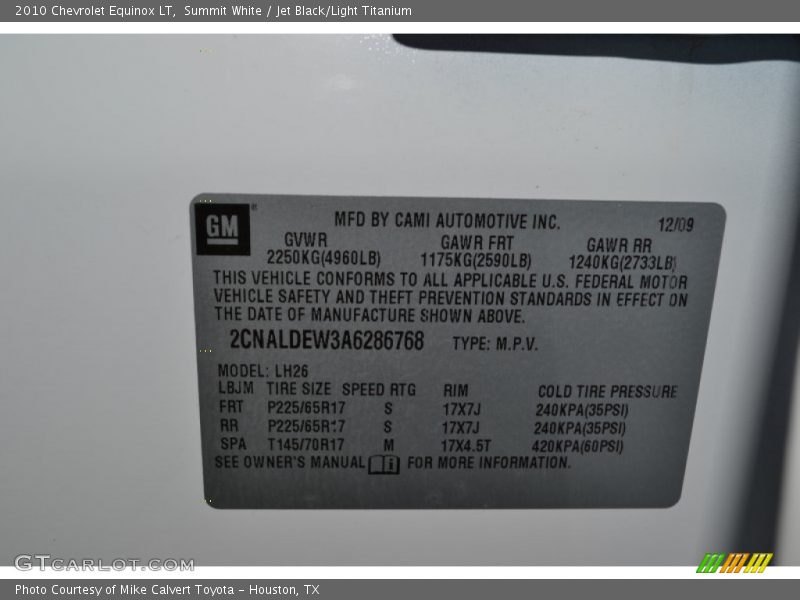 2010 Chevrolet Equinox LT, Summit White / Jet Black/Light Titanium
GM ®
MFD BY CAMI AUTOMOTIVE INC. 12/09
GVWR GAWR FRT GAWR RR
2250KG(4960LB) 1175KG(2590LB) 1240KG(2733LB)
THIS VEHICLE CONFORMS TO ALL APPLICABLE U.S. FEDERAL MOTOR
VEHICLE SAFETY AND THEFT PREVENTION STANDARDS IN EFFECT ON
THE DATE OF MANUFACTURE SHOWN ABOVE.
2CNALDEW3A6286768 TYPE: M.P.V.
MODEL: LH26
LBJM TIRE SIZE SPEED RTG RIM COLD TIRE PRESSURE
FRT P225/65R17 S 17X7J 240KPA(35PSI)
RR P225/65R17 S 17X7J 240KPA(35PSI)
SPA T145/70R17 M 17X4.5T 420KPA(60PSI)
SEE OWNER'S MANUAL i FOR MORE INFORMATION.
GTCARLOT.COM
Photo Courtesy of Mike Calvert Toyota - Houston, TX